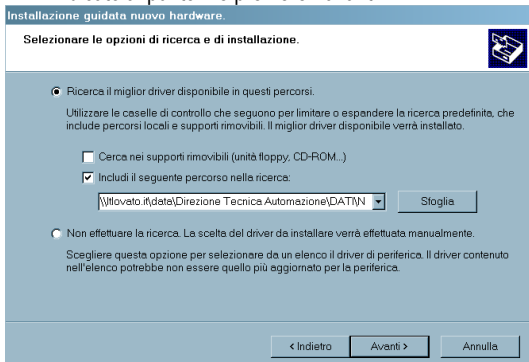 Installazione guidata nuovo hardware.
Selezionare le opzioni di ricerca e di installazione.
Ricerca il miglior driver disponibile in questi percorsi.
Utilizzare le caselle di controllo che seguono per limitare o espandere la ricerca predefinita, che
include percorsi locali e supporti rimovibili. Il miglior driver disponibile verrà installato.
Cerca nei supporti rimovibili (unità floppy, CD-ROM...)
Includi il seguente percorso nella ricerca:
\\ltlovato.it\data\Direzione Tecnica Automazione\DATI\N
Sfoglia
Non effettuare la ricerca. La scelta del driver da installare verrà effettuata manualmente.
Scegliere questa opzione per selezionare da un elenco il driver di periferica. Il driver contenuto
nell'elenco potrebbe non essere quello più aggiornato per la periferica.
< Indietro
Avanti >
Annulla